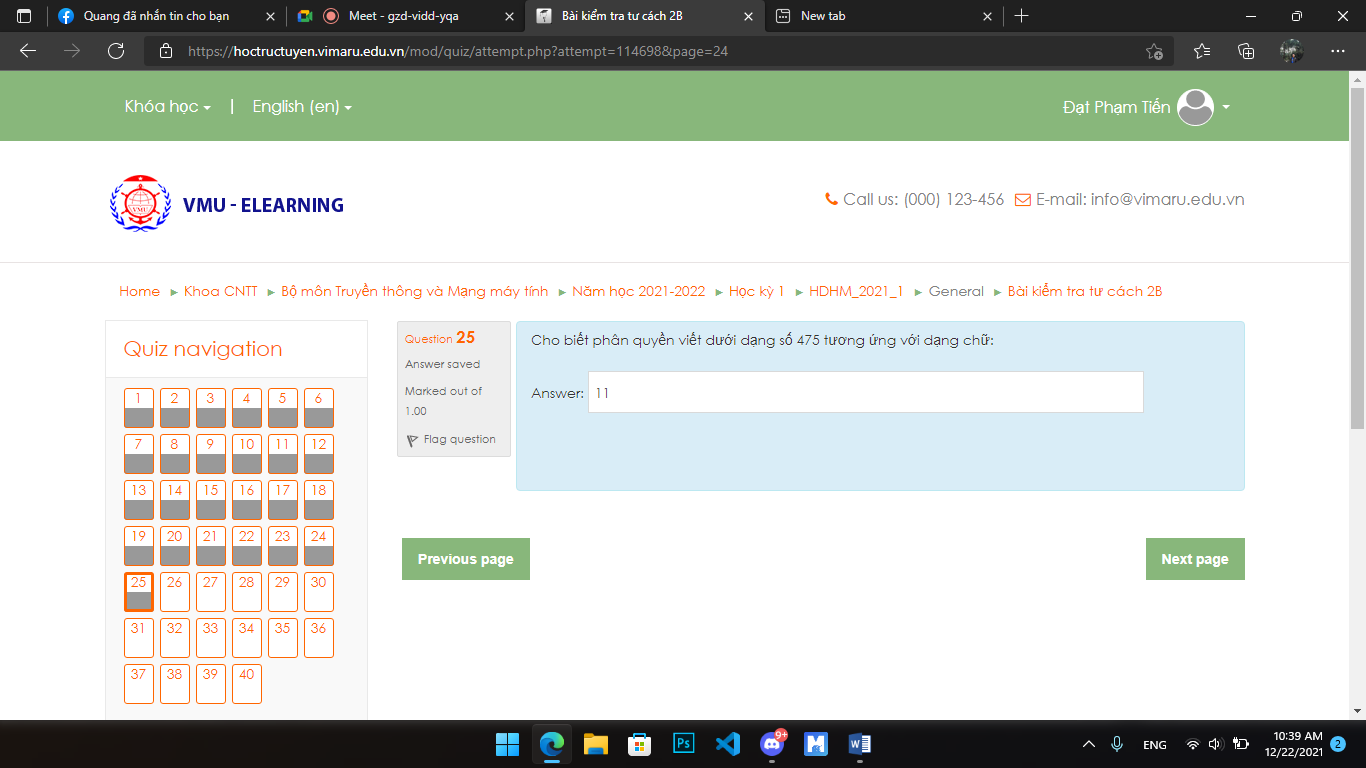 Quang đã nhắn tin cho bạn
Meet - gzd-vidd-yqa
Bài kiểm tra tư cách 2B
New tab
https://hoctructuyen.vimaru.edu.vn/mod/quiz/attempt.php?attempt=114698&page=24
Khóa học | English (en)
Đạt Phạm Tiến
VMU - ELEARNING
Call us: (000) 123-456 E-mail: info@vimaru.edu.vn
Home ► Khoa CNTT ► Bộ môn Truyền thông và Mạng máy tính ► Năm học 2021-2022 ► Học kỳ 1 ► HDHM_2021_1 ► General ► Bài kiểm tra tư cách 2B
Quiz navigation
1 2 3 4 5 6
7 8 9 10 11 12
13 14 15 16 17 18
19 20 21 22 23 24
25 26 27 28 29 30
31 32 33 34 35 36
37 38 39 40
Question 25
Answer saved
Marked out of
1.00
Flag question
Cho biết phân quyền viết dưới dạng số 475 tương ứng với dạng chữ:
Answer: 11
Previous page
Next page
Ps
9+
ENG
10:39 AM
12/22/2021
2